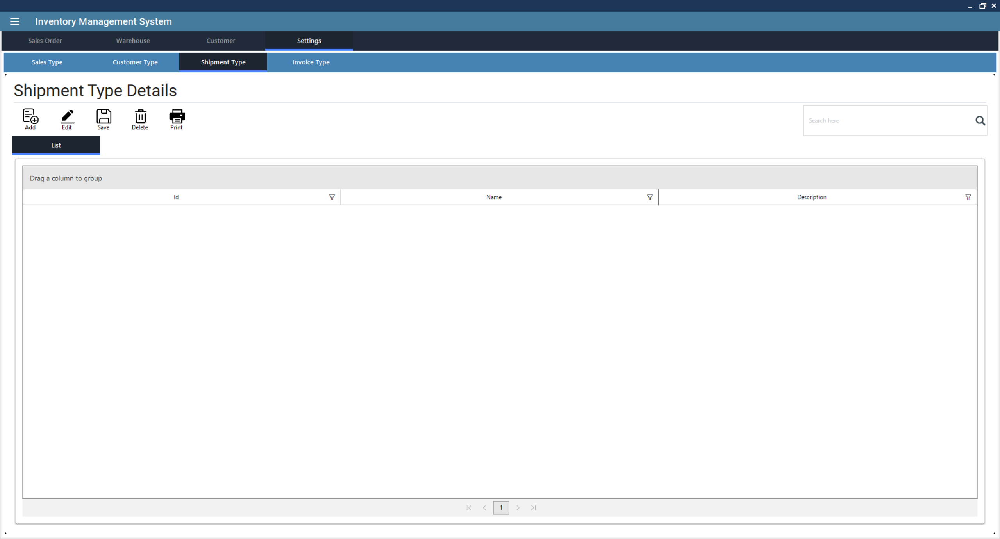 Inventory Management System
Sales Order Warehouse Customer Settings
Sales Type Customer Type Shipment Type Invoice Type
Shipment Type Details
Add Edit Save Delete Print
Search here
List
Drag a column to group
Id Name Description
1